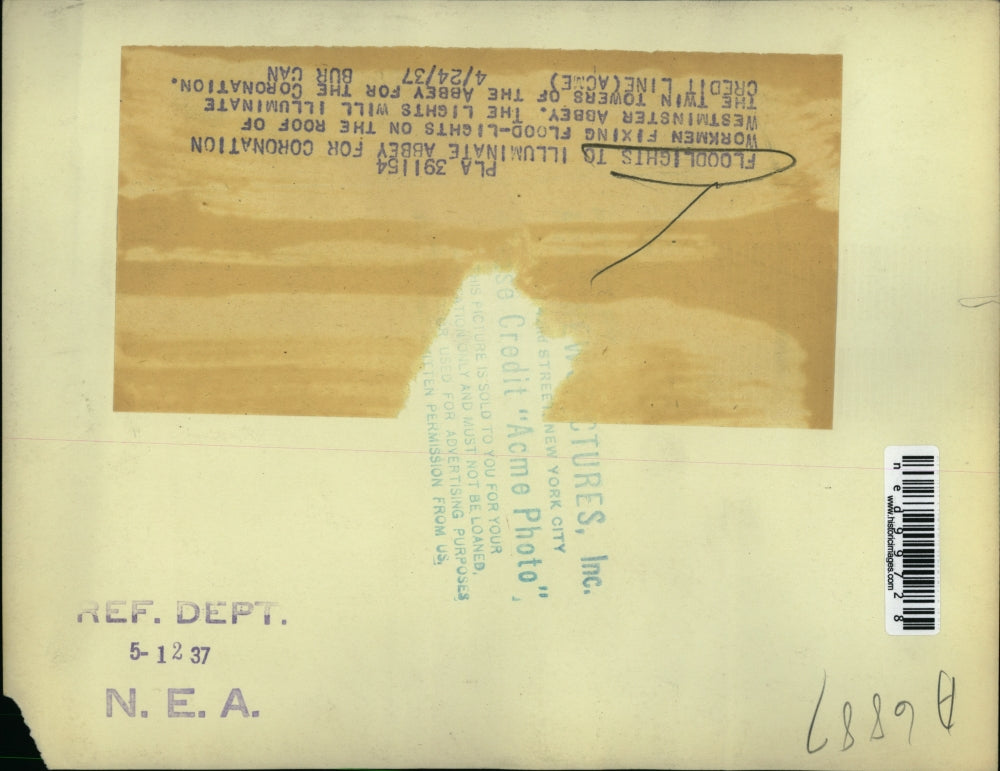 PLA 391154
FLOODLIGHTS TO ILLUMINATE ABBEY FOR CORONATION
WORKMEN FIXING FLOOD-LIGHTS ON THE ROOF OF
WESTMINSTER ABBEY. THE LIGHTS WILL ILLUMINATE
THE TWIN TOWERS OF THE ABBEY FOR THE CORONATION.
CREDIT LINE(ACME) 4/24/37 BUR CAN
CTURES, Inc.
STREET NEW YORK CITY
Credit "Acme Photo"
PICTURE IS SOLD TO YOU FOR YOUR
ONLY AND MUST NOT BE LOANED,
USED FOR ADVERTISING PURPOSES
PERMISSION FROM US.
REF. DEPT.
5-12 37
N. E. A.
ned99728
www.historicimages.com
A6887